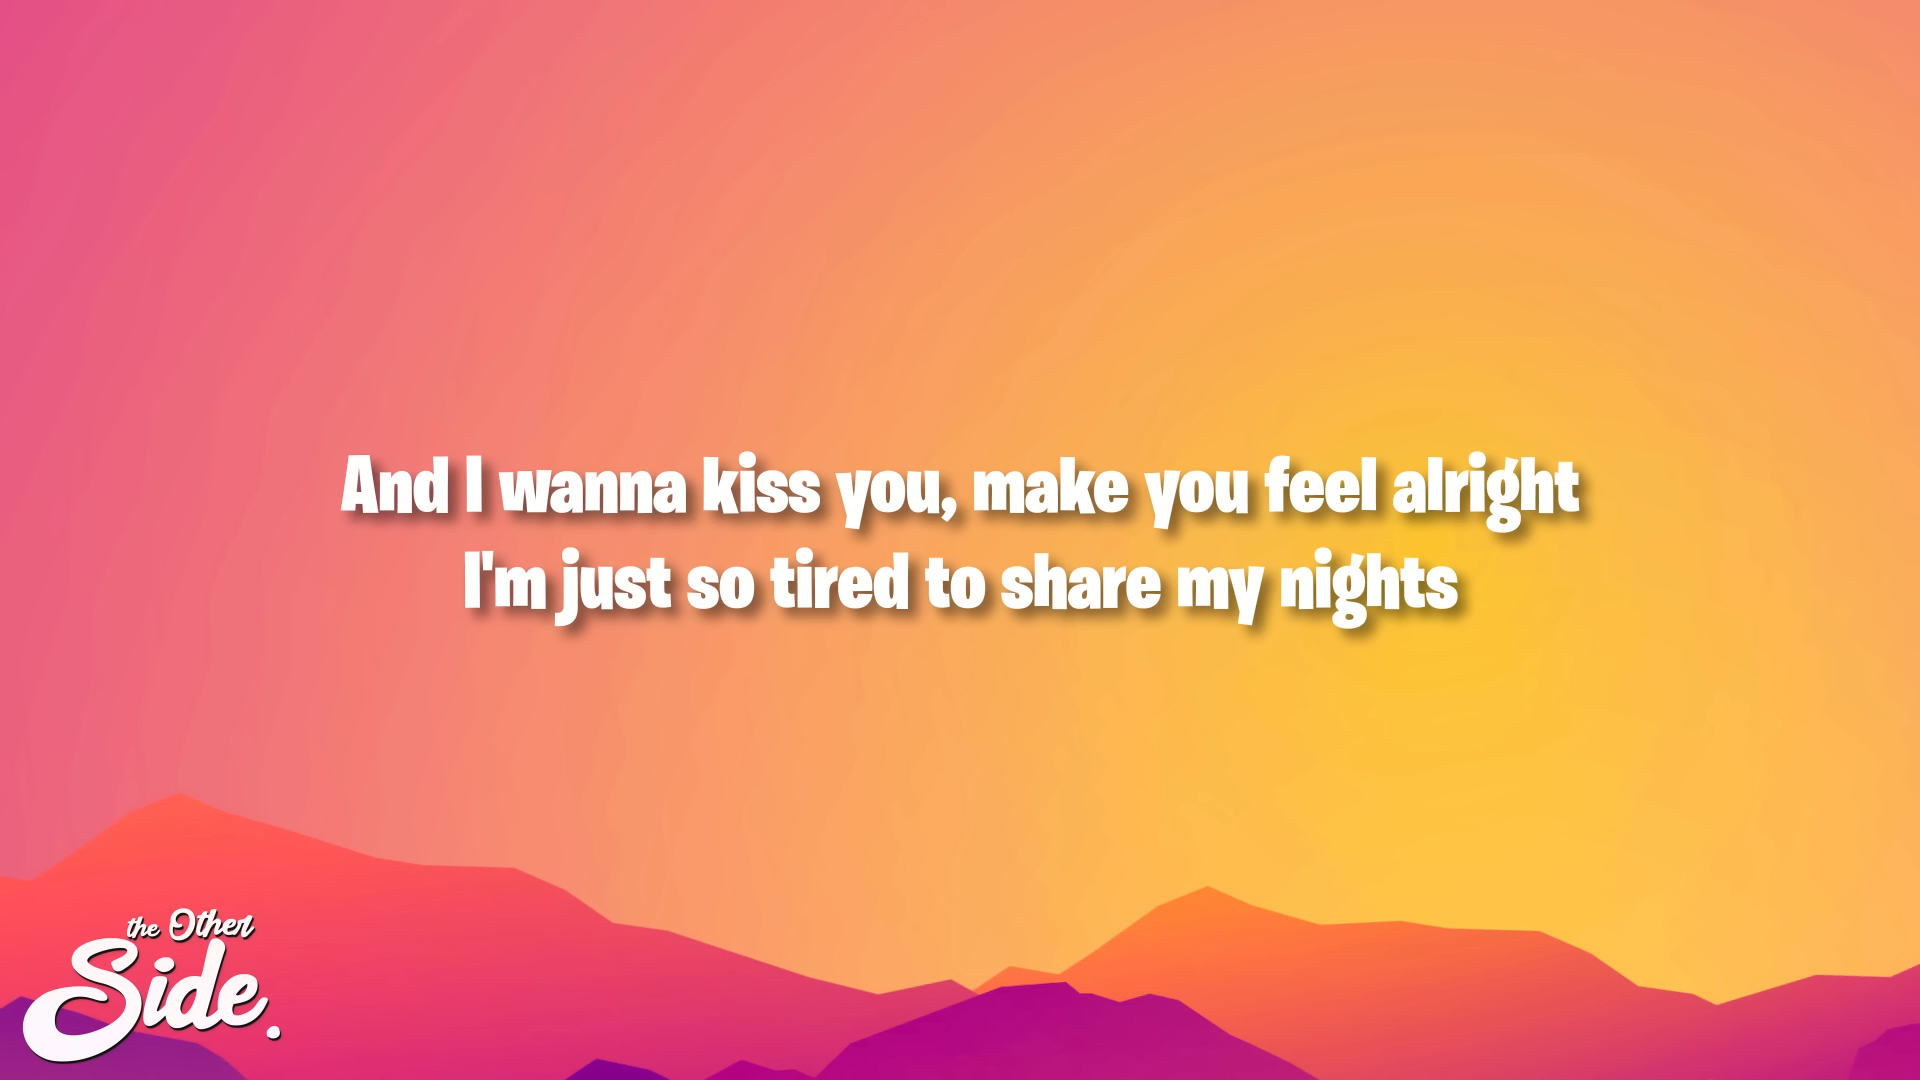 And I wanna kiss you, make you feel alright
I'm just so tired to share my nights
the Other
Side.